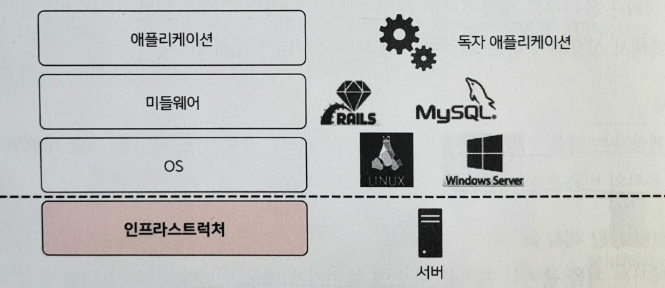 애플리케이션
독자 애플리케이션
미들웨어
RAILS
MySQL.
OS
LINUX
Windows Server
인프라스트럭처
서버